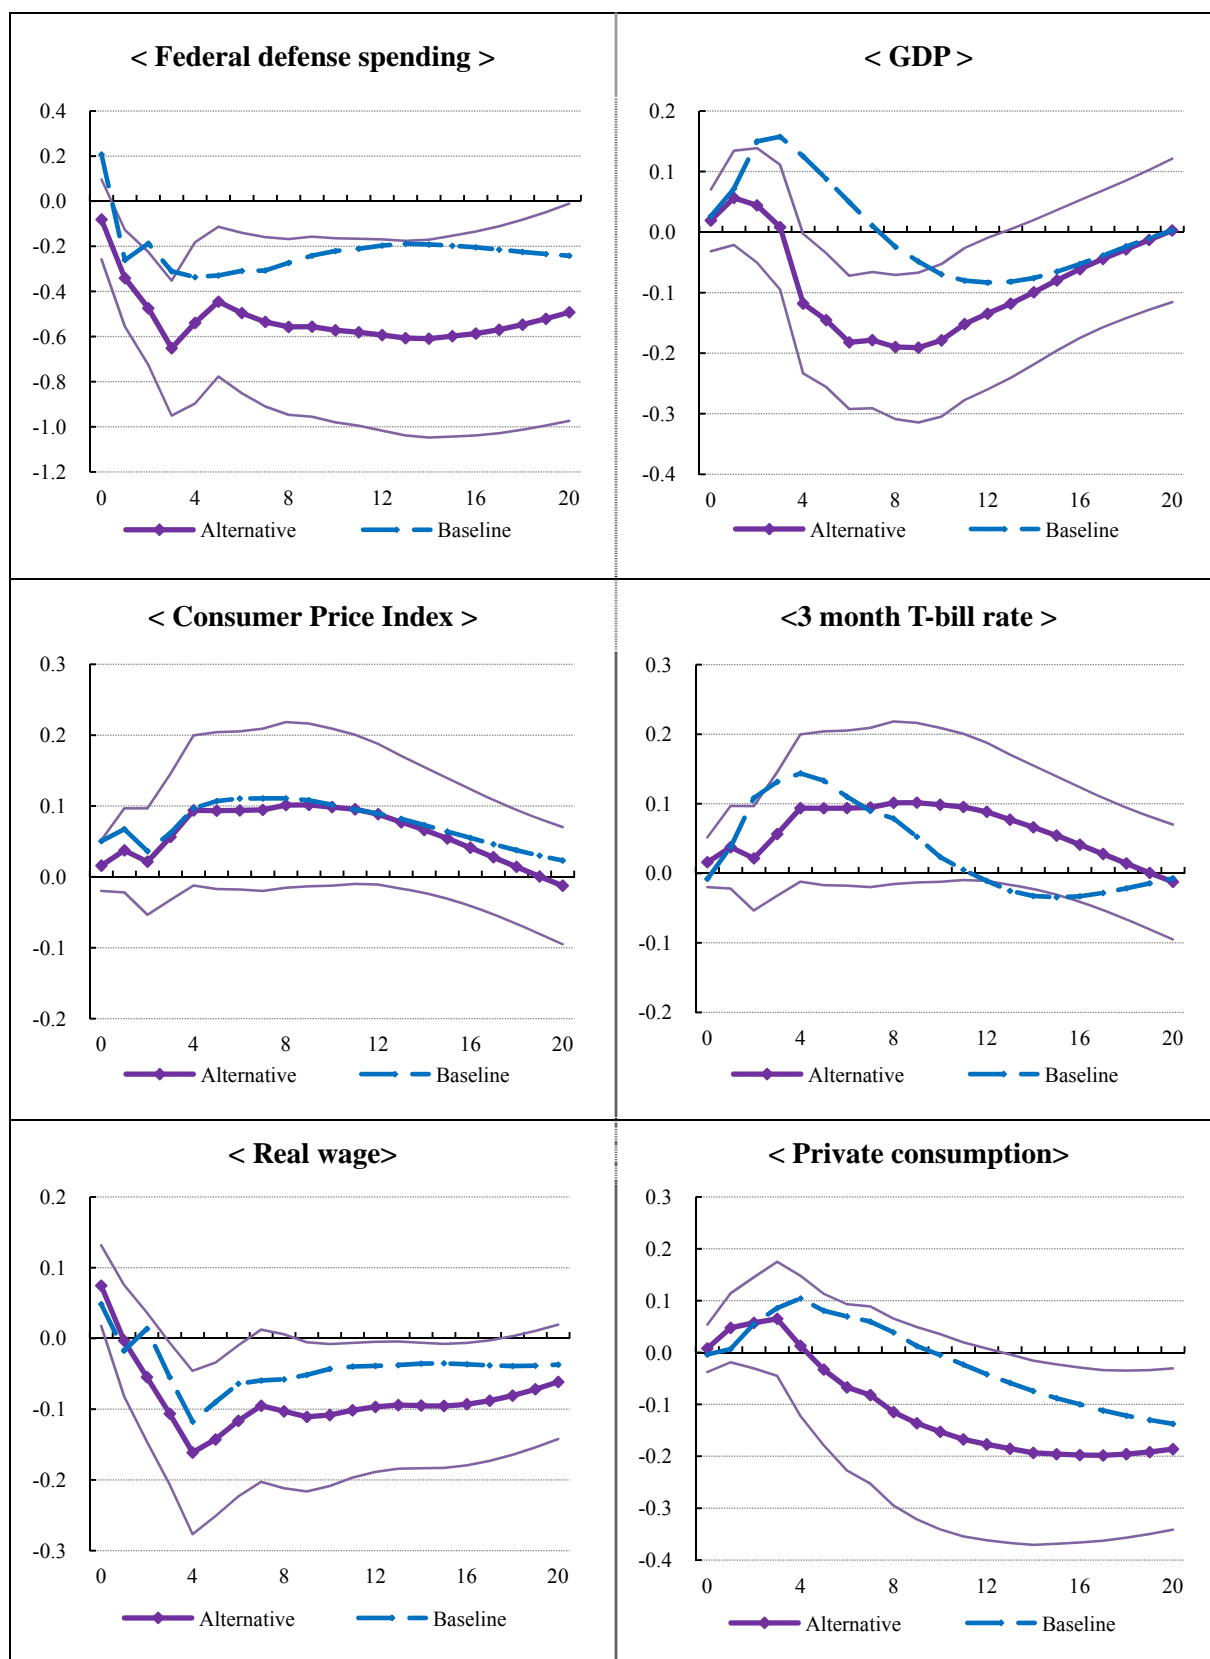 < Federal defense spending >
0.4
0.2
0.0
-0.2
-0.4
-0.6
-0.8
-1.0
-1.2
0 4 8 12 16 20
Alternative Baseline
< GDP >
0.2
0.1
0.0
-0.1
-0.2
-0.3
-0.4
0 4 8 12 16 20
Alternative Baseline
< Consumer Price Index >
0.3
0.2
0.1
0.0
-0.1
-0.2
0 4 8 12 16 20
Alternative Baseline
<3 month T-bill rate >
0.3
0.2
0.1
0.0
-0.1
-0.2
0 4 8 12 16 20
Alternative Baseline
< Real wage>
0.2
0.1
0.0
-0.1
-0.2
-0.3
0 4 8 12 16 20
Alternative Baseline
< Private consumption>
0.3
0.2
0.1
0.0
-0.1
-0.2
-0.3
-0.4
0 4 8 12 16 20
Alternative Baseline